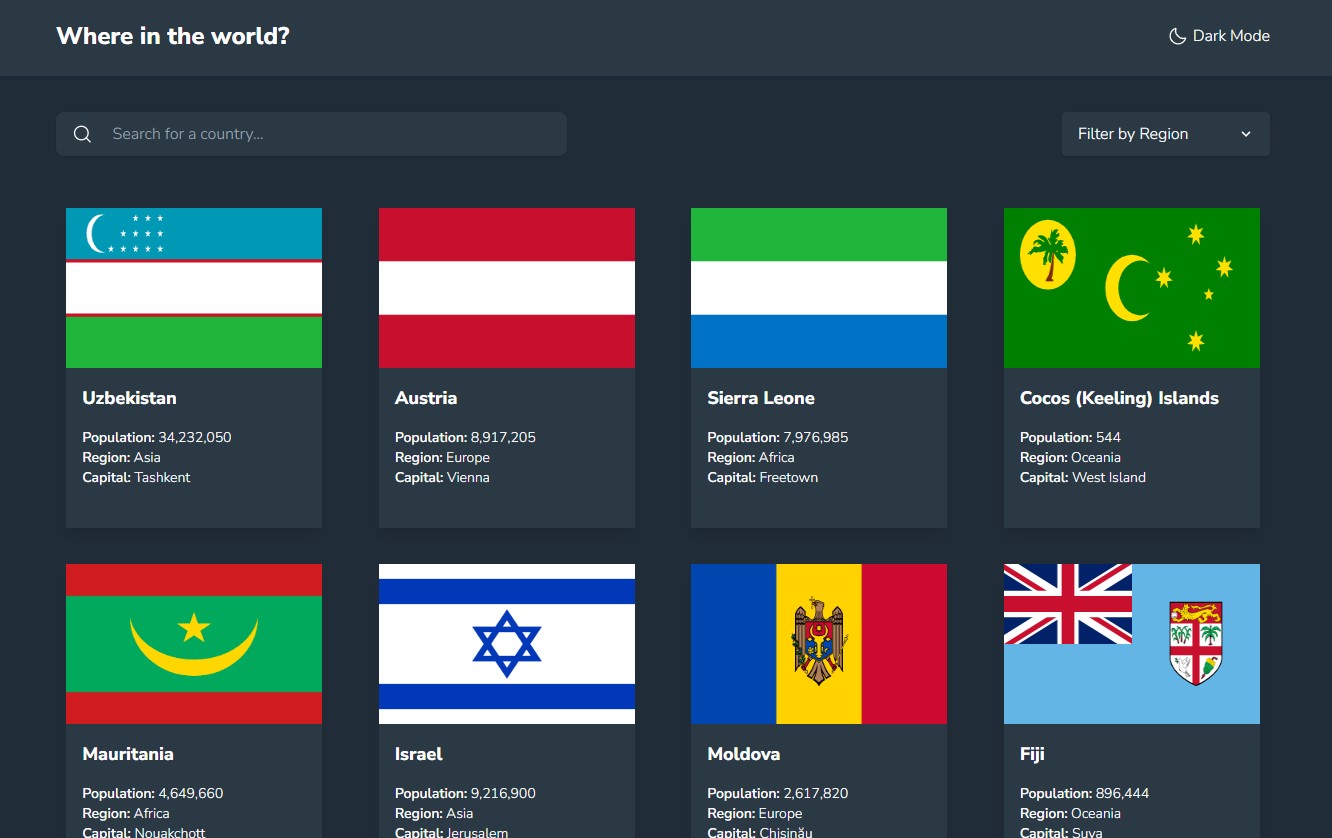 Where in the world?
Dark Mode
Search for a country...
Filter by Region
Uzbekistan
Population: 34,232,050
Region: Asia
Capital: Tashkent
Austria
Population: 8,917,205
Region: Europe
Capital: Vienna
Sierra Leone
Population: 7,976,985
Region: Africa
Capital: Freetown
Cocos (Keeling) Islands
Population: 544
Region: Oceania
Capital: West Island
Mauritania
Population: 4,649,660
Region: Africa
Capital: Nouakchott
Israel
Population: 9,216,900
Region: Asia
Capital: Jerusalem
Moldova
Population: 2,617,820
Region: Europe
Capital: Chișinău
Fiji
Population: 896,444
Region: Oceania
Capital: Suva